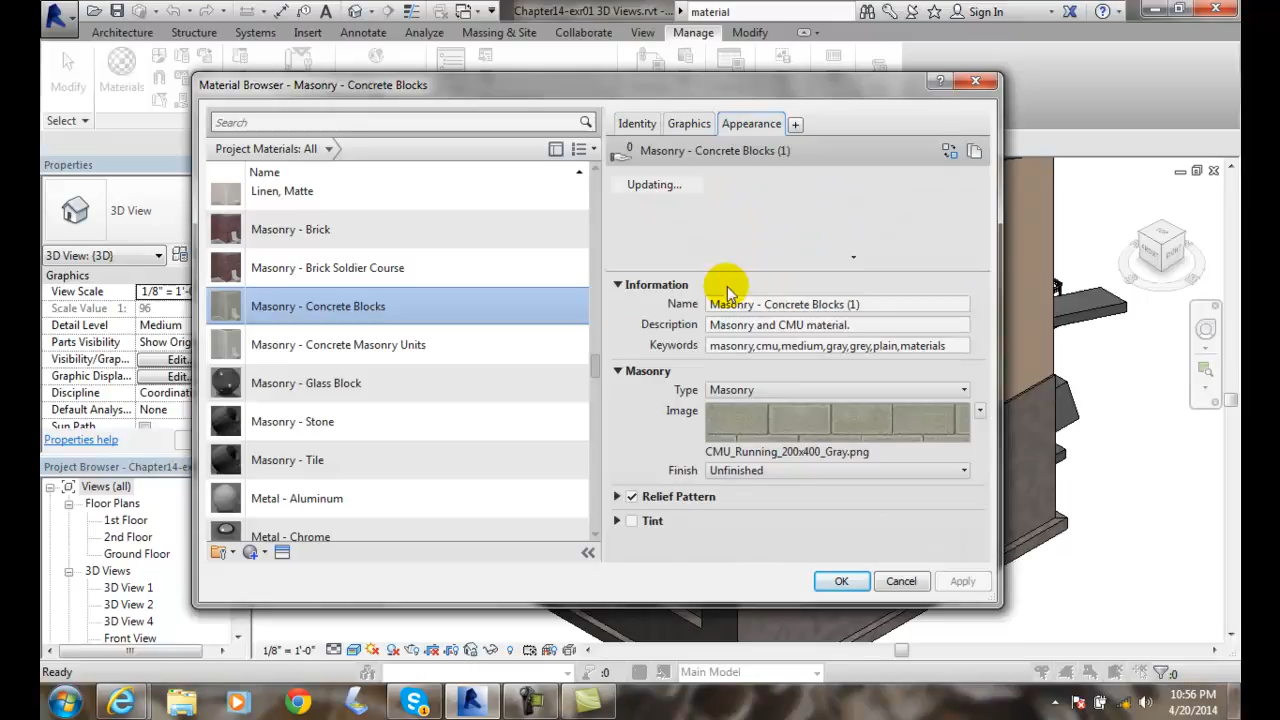 Chapter14-exr01 3D Views.rvt -
material
Sign In
Architecture Structure Systems Insert Annotate Analyze Massing & Site Collaborate View Manage Modify
Modify
Materials
Select
Properties
3D View
3D View: {3D}
Graphics
View Scale 1/8" = 1'-0"
Scale Value 1: 96
Detail Level Medium
Parts Visibility Show Original
Visibility/Grap... Edit...
Graphic Displa... Edit...
Discipline Coordinati
Default Analys... None
Sun Path
Properties help
Project Browser - Chapter14-ex
Views (all)
Floor Plans
1st Floor
2nd Floor
Ground Floor
3D Views
3D View 1
3D View 2
3D View 4
Front View
Material Browser - Masonry - Concrete Blocks
Search
Project Materials: All
Name
Linen, Matte
Masonry - Brick
Masonry - Brick Soldier Course
Masonry - Concrete Blocks
Masonry - Concrete Masonry Units
Masonry - Glass Block
Masonry - Stone
Masonry - Tile
Metal - Aluminum
Metal - Chrome
Identity Graphics Appearance +
0
Masonry - Concrete Blocks (1)
Updating...
Information
Name Masonry - Concrete Blocks (1)
Description Masonry and CMU material.
Keywords masonry,cmu,medium,gray,grey,plain,materials
Masonry
Type Masonry
Image
CMU_Running_200x400_Gray.png
Finish Unfinished
Relief Pattern
Tint
OK Cancel Apply
1/8" = 1'-0"
Ready
:0
Main Model
:0
10:56 PM
4/20/2014